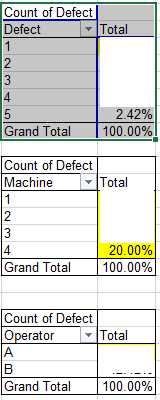 Count of Defect
Defect Total
1
2
3
4
5 2.42%
Grand Total 100.00%
Count of Defect
Machine Total
1
2
3
4 20.00%
Grand Total 100.00%
Count of Defect
Operator Total
A
B
Grand Total 100.00%